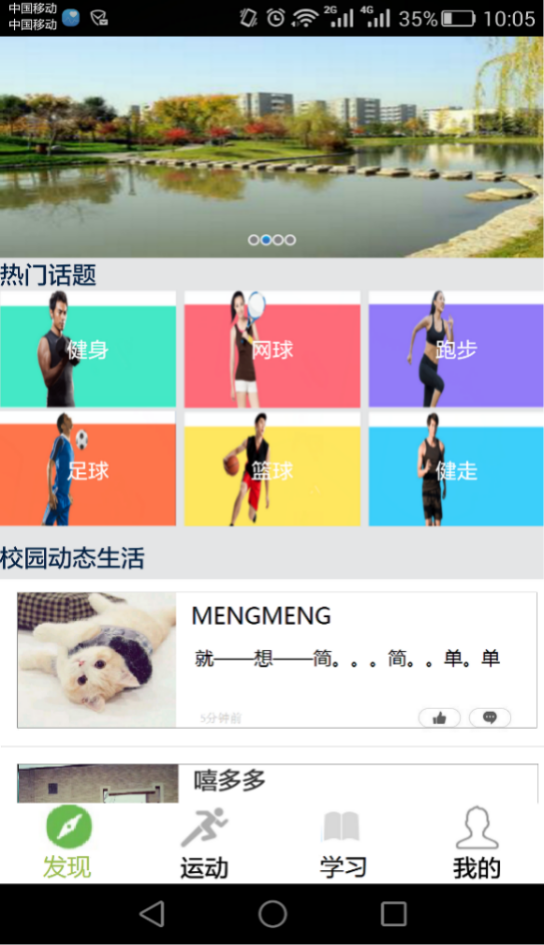 中国移动
中国移动
2G 4G 35% 10:05
热门话题
健身 网球 跑步
足球 篮球 健走
校园动态生活
MENGMENG
就——想——简。。。简。。单。单
5分钟前
嘻多多
发现 运动 学习 我的